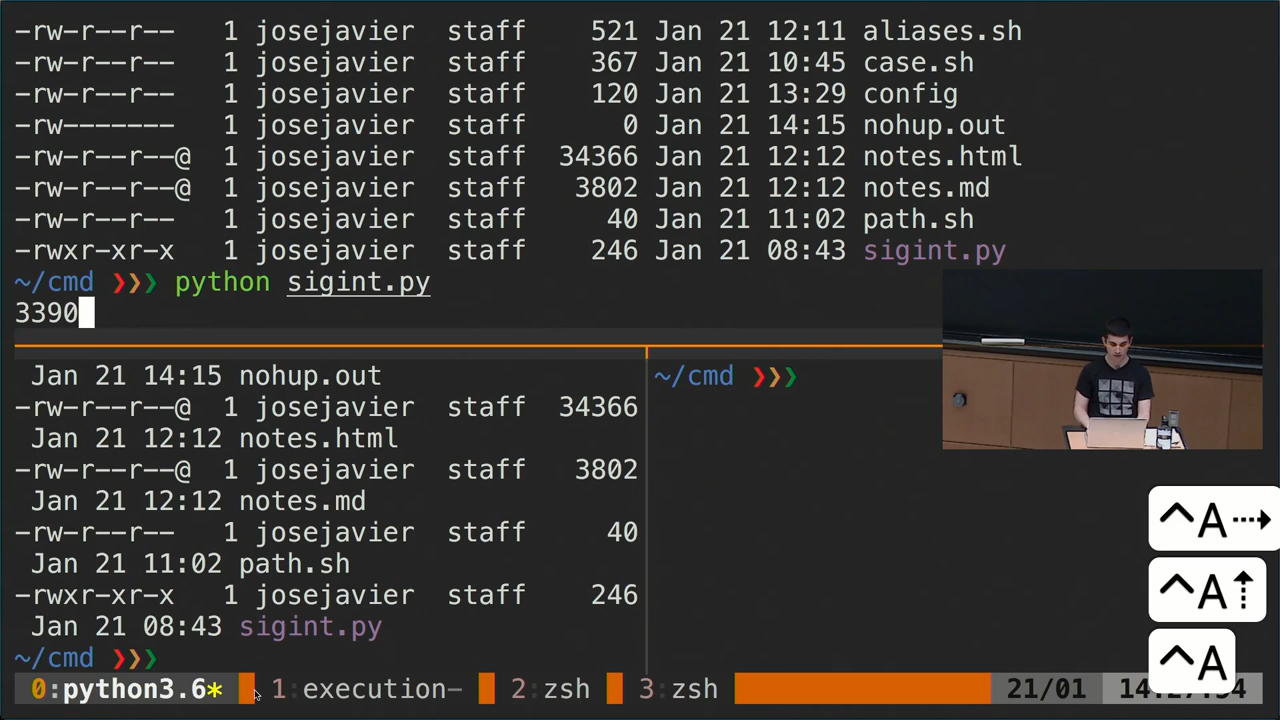 -rw-r--r-- 1 josejavier staff 521 Jan 21 12:11 aliases.sh
-rw-r--r-- 1 josejavier staff 367 Jan 21 10:45 case.sh
-rw-r--r-- 1 josejavier staff 120 Jan 21 13:29 config
-rw------- 1 josejavier staff 0 Jan 21 14:15 nohup.out
-rw-r--r--@ 1 josejavier staff 34366 Jan 21 12:12 notes.html
-rw-r--r--@ 1 josejavier staff 3802 Jan 21 12:12 notes.md
-rw-r--r-- 1 josejavier staff 40 Jan 21 11:02 path.sh
-rwxr-xr-x 1 josejavier staff 246 Jan 21 08:43 sigint.py
~/cmd ❯❯❯ python sigint.py
3390
Jan 21 14:15 nohup.out
-rw-r--r--@ 1 josejavier staff 34366
Jan 21 12:12 notes.html
-rw-r--r--@ 1 josejavier staff 3802
Jan 21 12:12 notes.md
-rw-r--r-- 1 josejavier staff 40
Jan 21 11:02 path.sh
-rwxr-xr-x 1 josejavier staff 246
Jan 21 08:43 sigint.py
~/cmd ❯❯❯
~/cmd ❯❯❯
^A⇢
^A⇡
^A
0:python3.6* 1:execution- 2:zsh 3:zsh 21/01